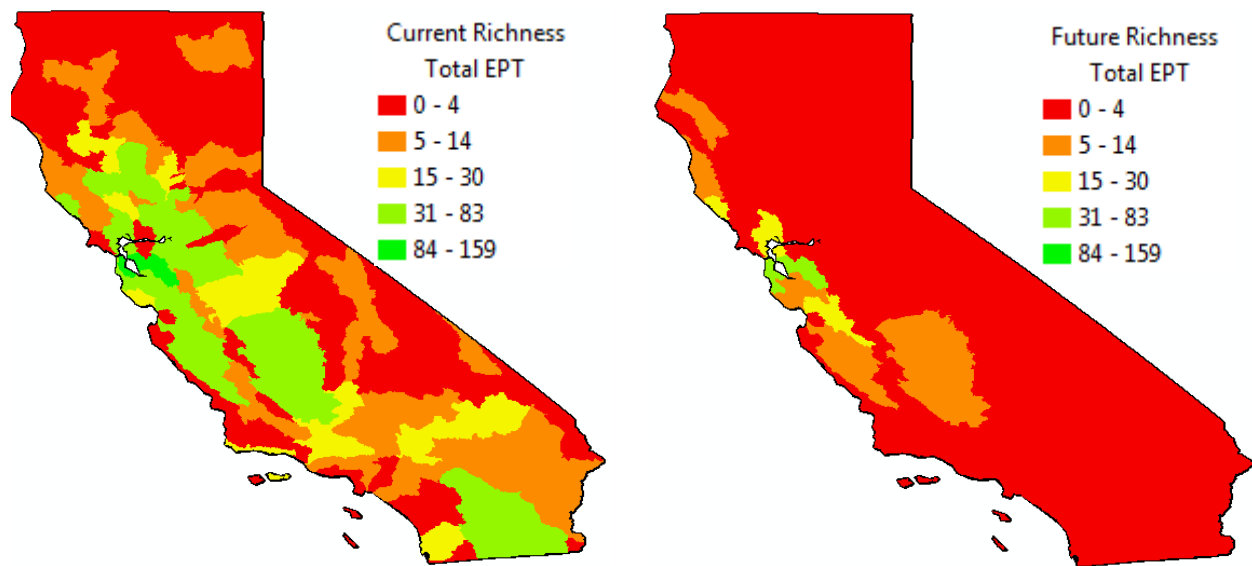 Current Richness
Total EPT
0 - 4
5 - 14
15 - 30
31 - 83
84 - 159
Future Richness
Total EPT
0 - 4
5 - 14
15 - 30
31 - 83
84 - 159